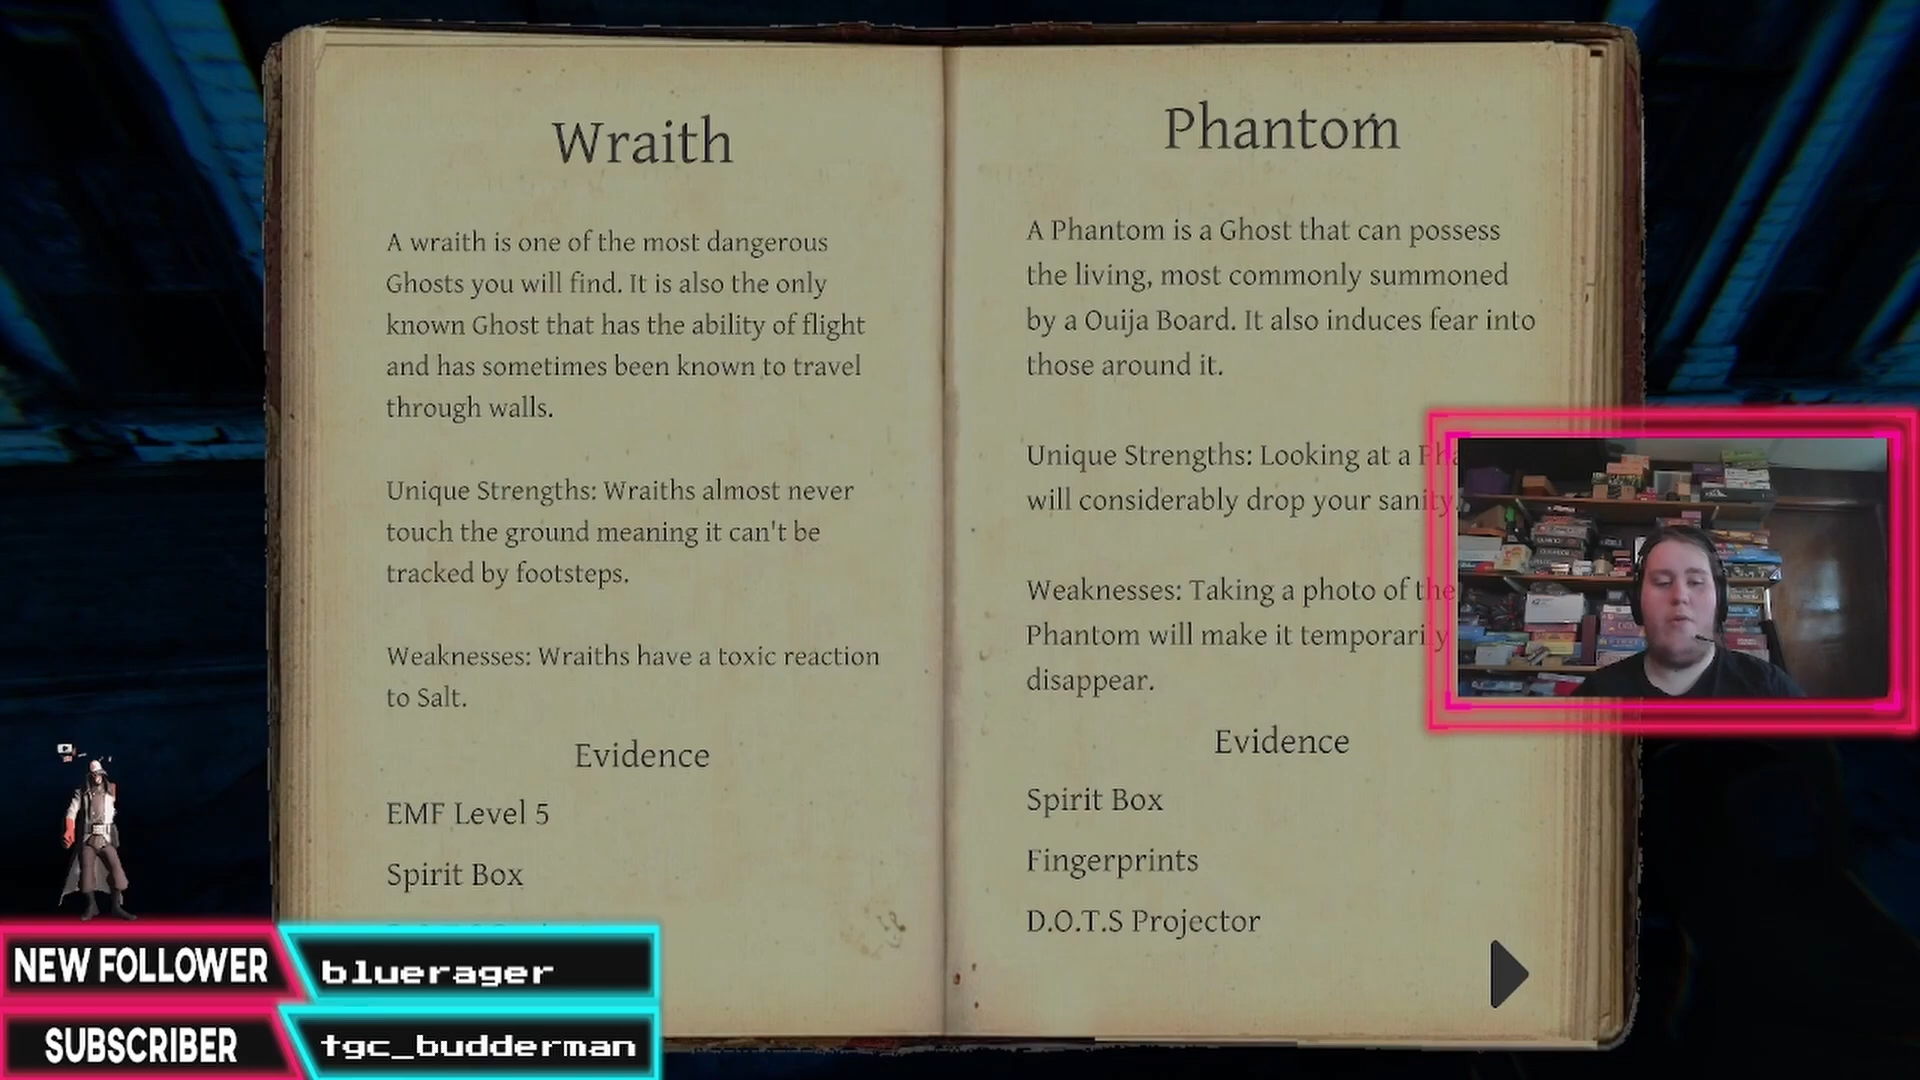 Wraith
A wraith is one of the most dangerous
Ghosts you will find. It is also the only
known Ghost that has the ability of flight
and has sometimes been known to travel
through walls.
Unique Strengths: Wraiths almost never
touch the ground meaning it can't be
tracked by footsteps.
Weaknesses: Wraiths have a toxic reaction
to Salt.
Evidence
EMF Level 5
Spirit Box
Phantom
A Phantom is a Ghost that can possess
the living, most commonly summoned
by a Ouija Board. It also induces fear into
those around it.
Unique Strengths: Looking at a Pha
will considerably drop your sanity.
Weaknesses: Taking a photo of the
Phantom will make it temporarily
disappear.
Evidence
Spirit Box
Fingerprints
D.O.T.S Projector
NEW FOLLOWER
bluerager
SUBSCRIBER
tgc_budderman